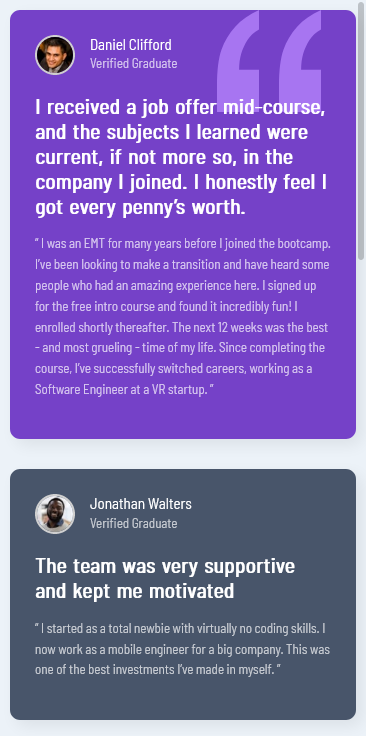 Daniel Clifford
Verified Graduate
I received a job offer mid-course,
and the subjects I learned were
current, if not more so, in the
company I joined. I honestly feel I
got every penny’s worth.
“ I was an EMT for many years before I joined the bootcamp.
I’ve been looking to make a transition and have heard some
people who had an amazing experience here. I signed up
for the free intro course and found it incredibly fun! I
enrolled shortly thereafter. The next 12 weeks was the best
- and most grueling - time of my life. Since completing the
course, I’ve successfully switched careers, working as a
Software Engineer at a VR startup. ”
Jonathan Walters
Verified Graduate
The team was very supportive
and kept me motivated
“ I started as a total newbie with virtually no coding skills. I
now work as a mobile engineer for a big company. This was
one of the best investments I’ve made in myself. ”